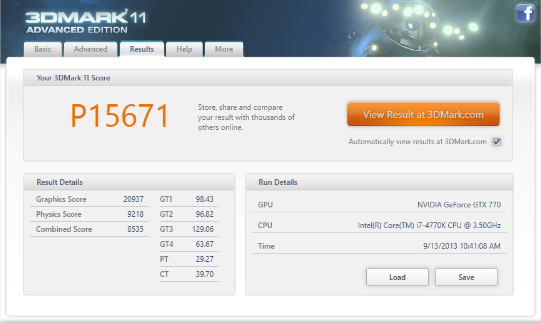 3DMARK 11
ADVANCED EDITION
Basic
Advanced
Results
Help
More
Your 3DMark 11 Score
P15671
Store, share and compare
your result with thousands of
others online.
View Result at 3DMark.com
Automatically view results at 3DMark.com
Result Details
Graphics Score 20937
Physics Score 9218
Combined Score 8535
GT1 98.43
GT2 96.82
GT3 129.06
GT4 63.67
PT 29.27
CT 39.70
Run Details
GPU NVIDIA GeForce GTX 770
CPU Intel(R) Core(TM) i7-4770K CPU @ 3.50GHz
Time 9/13/2013 10:41:08 AM
Load
Save